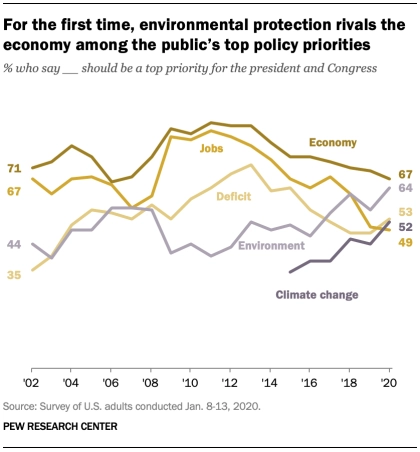 For the first time, environmental protection rivals the
economy among the public's top policy priorities
% who say __ should be a top priority for the president and Congress
Economy
Jobs
71
67
67
64
Deficit
53
52
44
Environment
49
35
Climate change
'02 '04 '06 '08 '10 '12 '14 '16 '18 '20
Source: Survey of U.S. adults conducted Jan. 8-13, 2020.
PEW RESEARCH CENTER